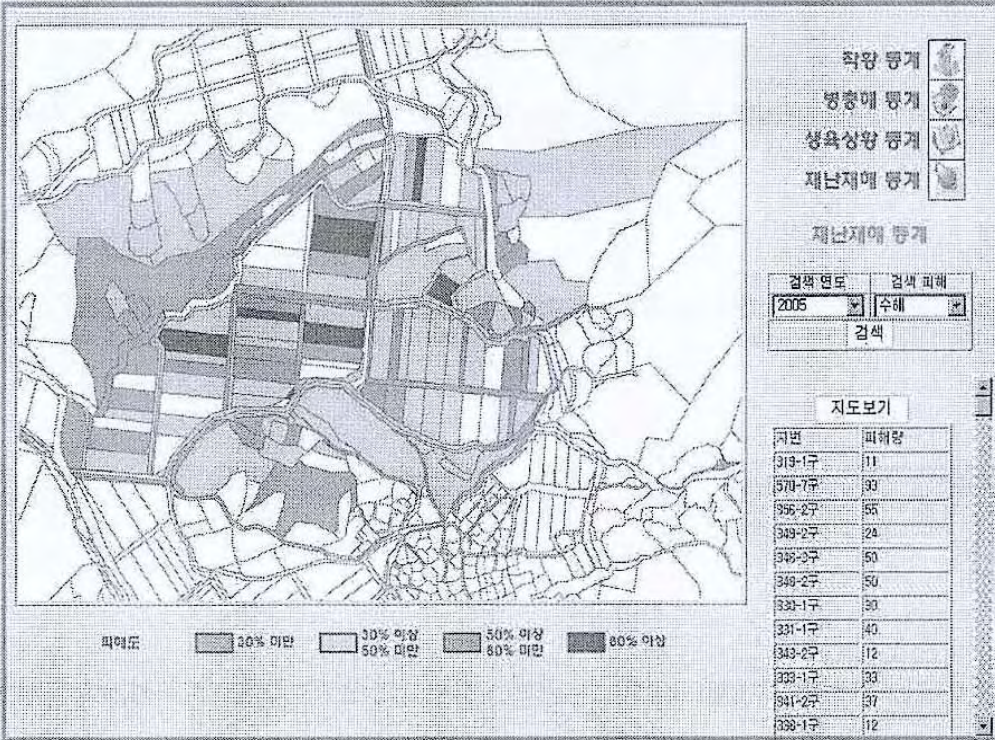 작황 통계
병충해 통계
생육상황 통계
재난재해 통계
재난재해 통계
검색 연도 검색 피해
2005 수해
검색
지도보기
지번 피해량
319-1구 11
570-7구 93
356-2구 55
349-2구 24
346-3구 50
348-2구 50
330-1구 30
331-1구 40
343-2구 12
333-1구 33
341-2구 37
338-1구 12
피해도
30% 미만
30% 이상
50% 미만
50% 이상
80% 미만
80% 이상